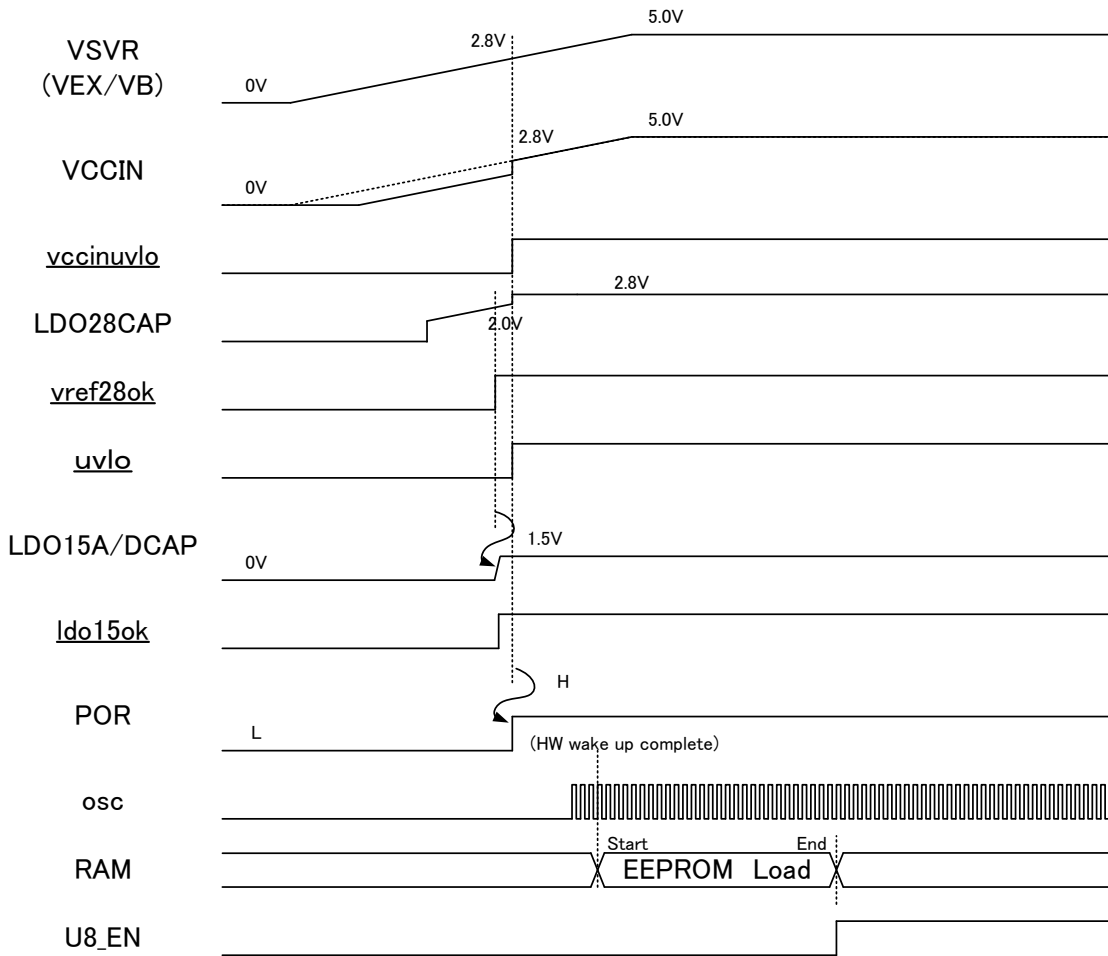 5.0V
2.8V
VSVR
(VEX/VB)
0V
5.0V
2.8V
VCCIN
0V
vccinuvlo
2.8V
LDO28CAP
2.0V
vref28ok
uvlo
LDO15A/DCAP
1.5V
0V
ldo15ok
H
POR
L
(HW wake up complete)
osc
Start
End
RAM
EEPROM Load
U8_EN